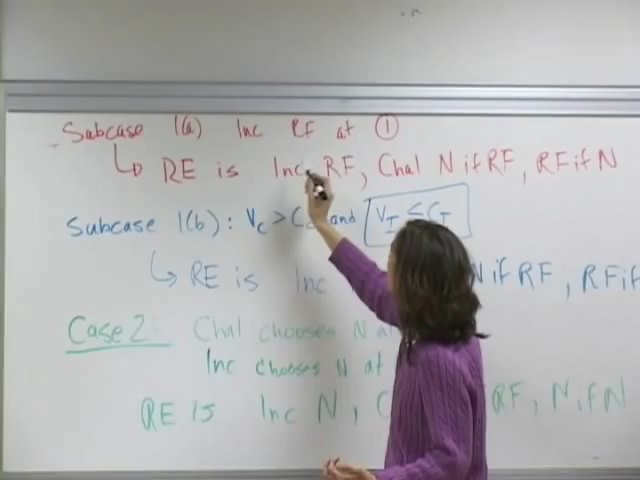 Subcase 1(a) Inc RF at ①
↳ RE is Inc RF, Chal N if RF, RF if N
Subcase 1(b): Vc > Cc and V_I ≤ C_I
↳ RE is Inc N if RF, RF if
Case 2: Chal chooses N at
Inc chooses N at
RE is Inc N, C RF, N if N